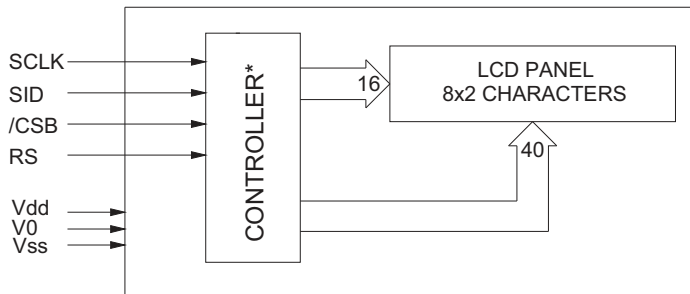 SCLK
SID
/CSB
RS
Vdd
V0
Vss
CONTROLLER*
16
LCD PANEL
8x2 CHARACTERS
40